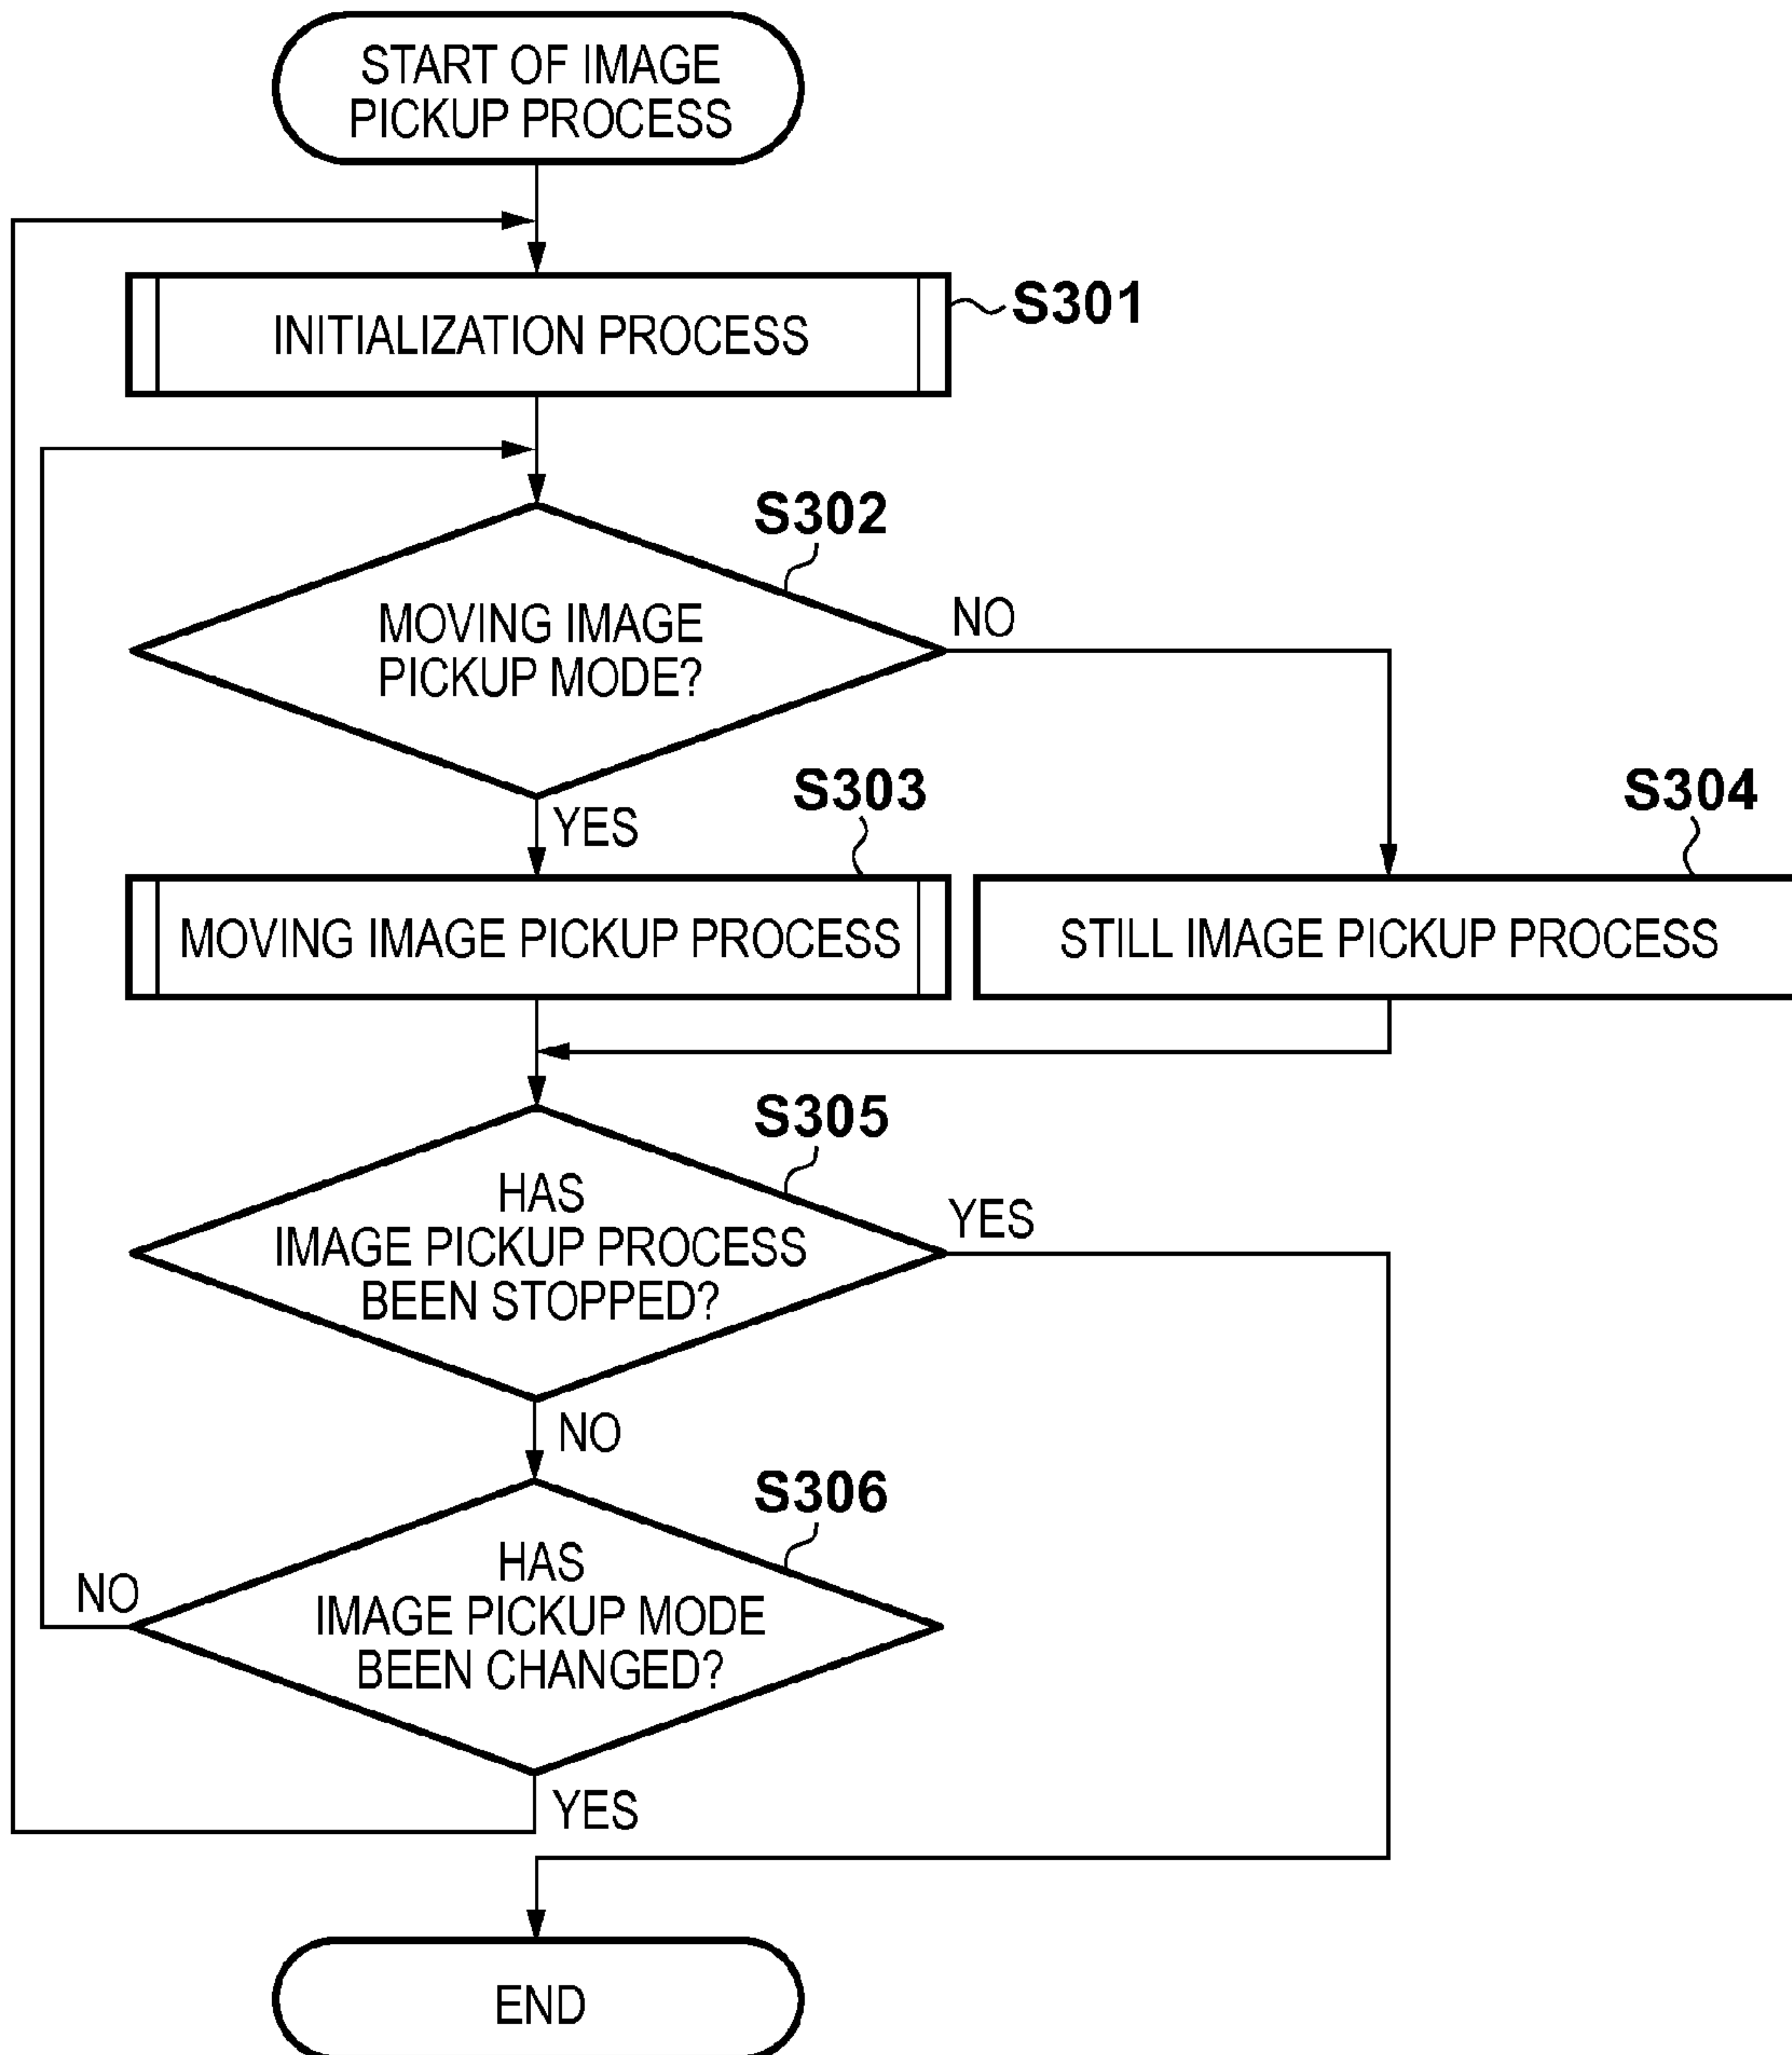 START OF IMAGE
PICKUP PROCESS
INITIALIZATION PROCESS
S301
S302
MOVING IMAGE
PICKUP MODE?
NO
YES
S303
S304
MOVING IMAGE PICKUP PROCESS
STILL IMAGE PICKUP PROCESS
S305
HAS
IMAGE PICKUP PROCESS
BEEN STOPPED?
YES
NO
S306
HAS
IMAGE PICKUP MODE
BEEN CHANGED?
NO
YES
END